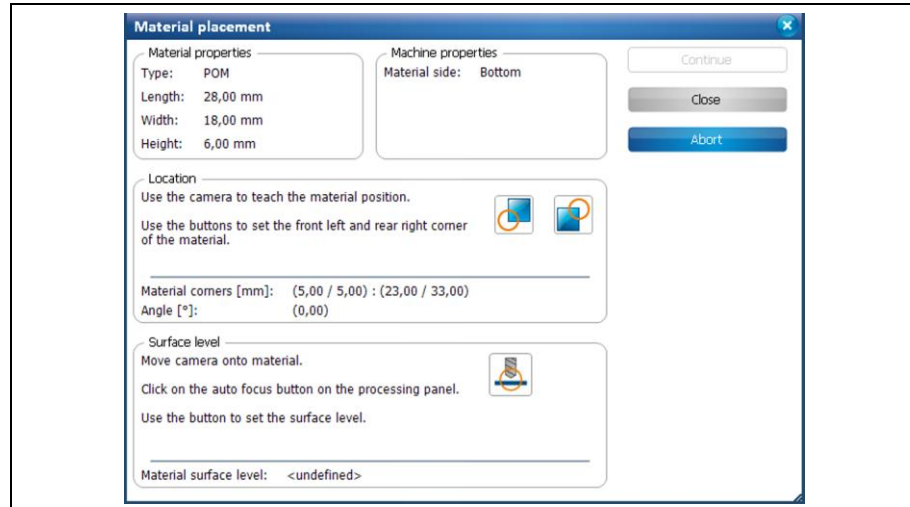 Material placement
Material properties
Type: POM
Length: 28,00 mm
Width: 18,00 mm
Height: 6,00 mm
Machine properties
Material side: Bottom
Continue
Close
Abort
Location
Use the camera to teach the material position.
Use the buttons to set the front left and rear right corner
of the material.
Material corners [mm]: (5,00 / 5,00) : (23,00 / 33,00)
Angle [°]: (0,00)
Surface level
Move camera onto material.
Click on the auto focus button on the processing panel.
Use the button to set the surface level.
Material surface level: <undefined>